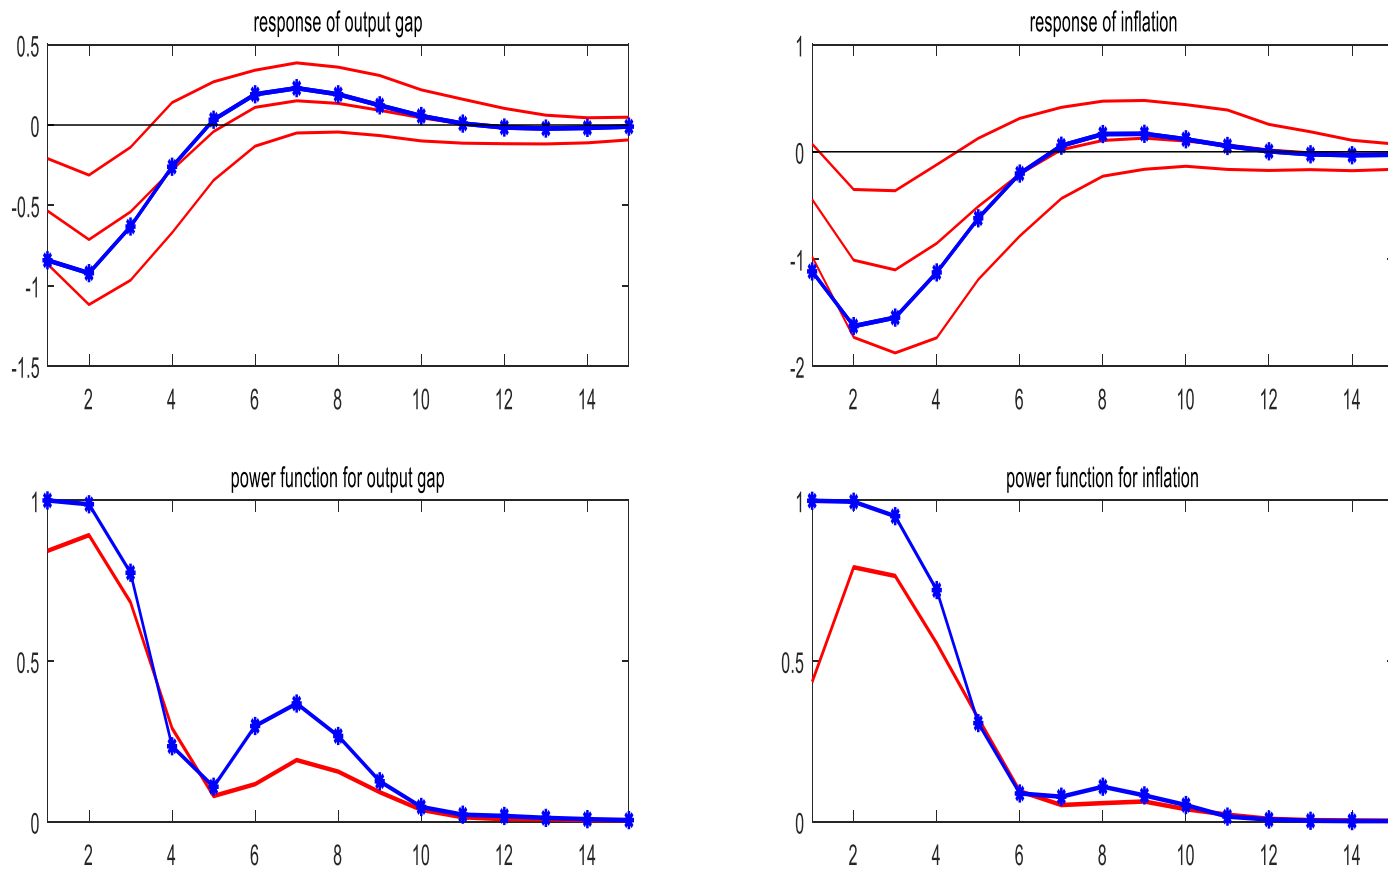 response of output gap
0.5
0
-0.5
-1
-1.5
2 4 6 8 10 12 14
response of inflation
1
0
-1
-2
2 4 6 8 10 12 14
power function for output gap
1
0.5
0
2 4 6 8 10 12 14
power function for inflation
1
0.5
0
2 4 6 8 10 12 14